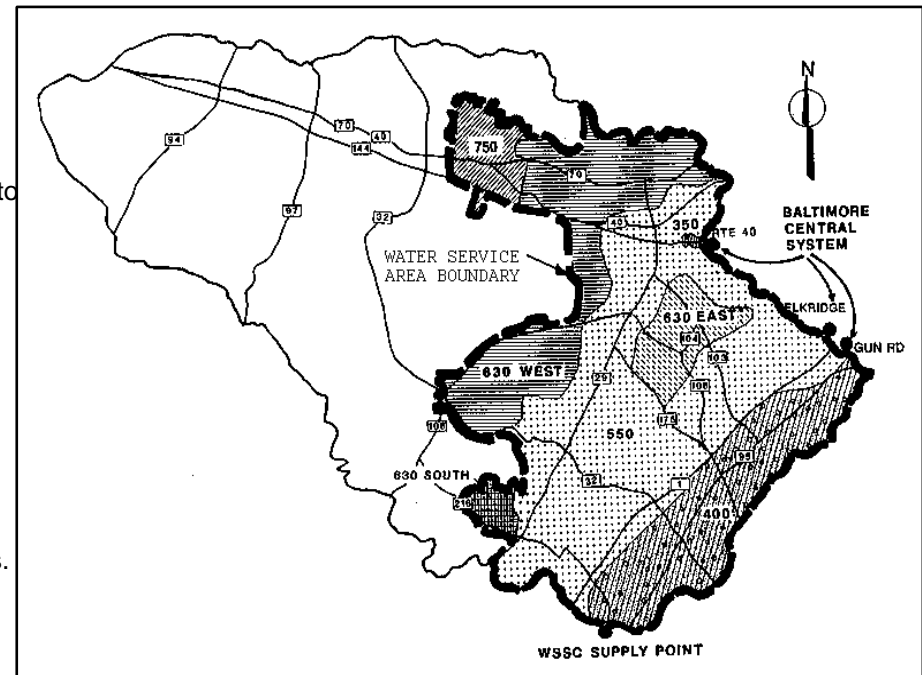 N
94
70
40
144
97
32
750
70
40
350
RTE 40
BALTIMORE
CENTRAL
SYSTEM
to
WATER SERVICE
AREA BOUNDARY
ELKRIDGE
630 EAST
104
GUN RD
103
630 WEST
29
108
108
175
550
95
630 SOUTH
216
32
1
400
s.
WSSC SUPPLY POINT